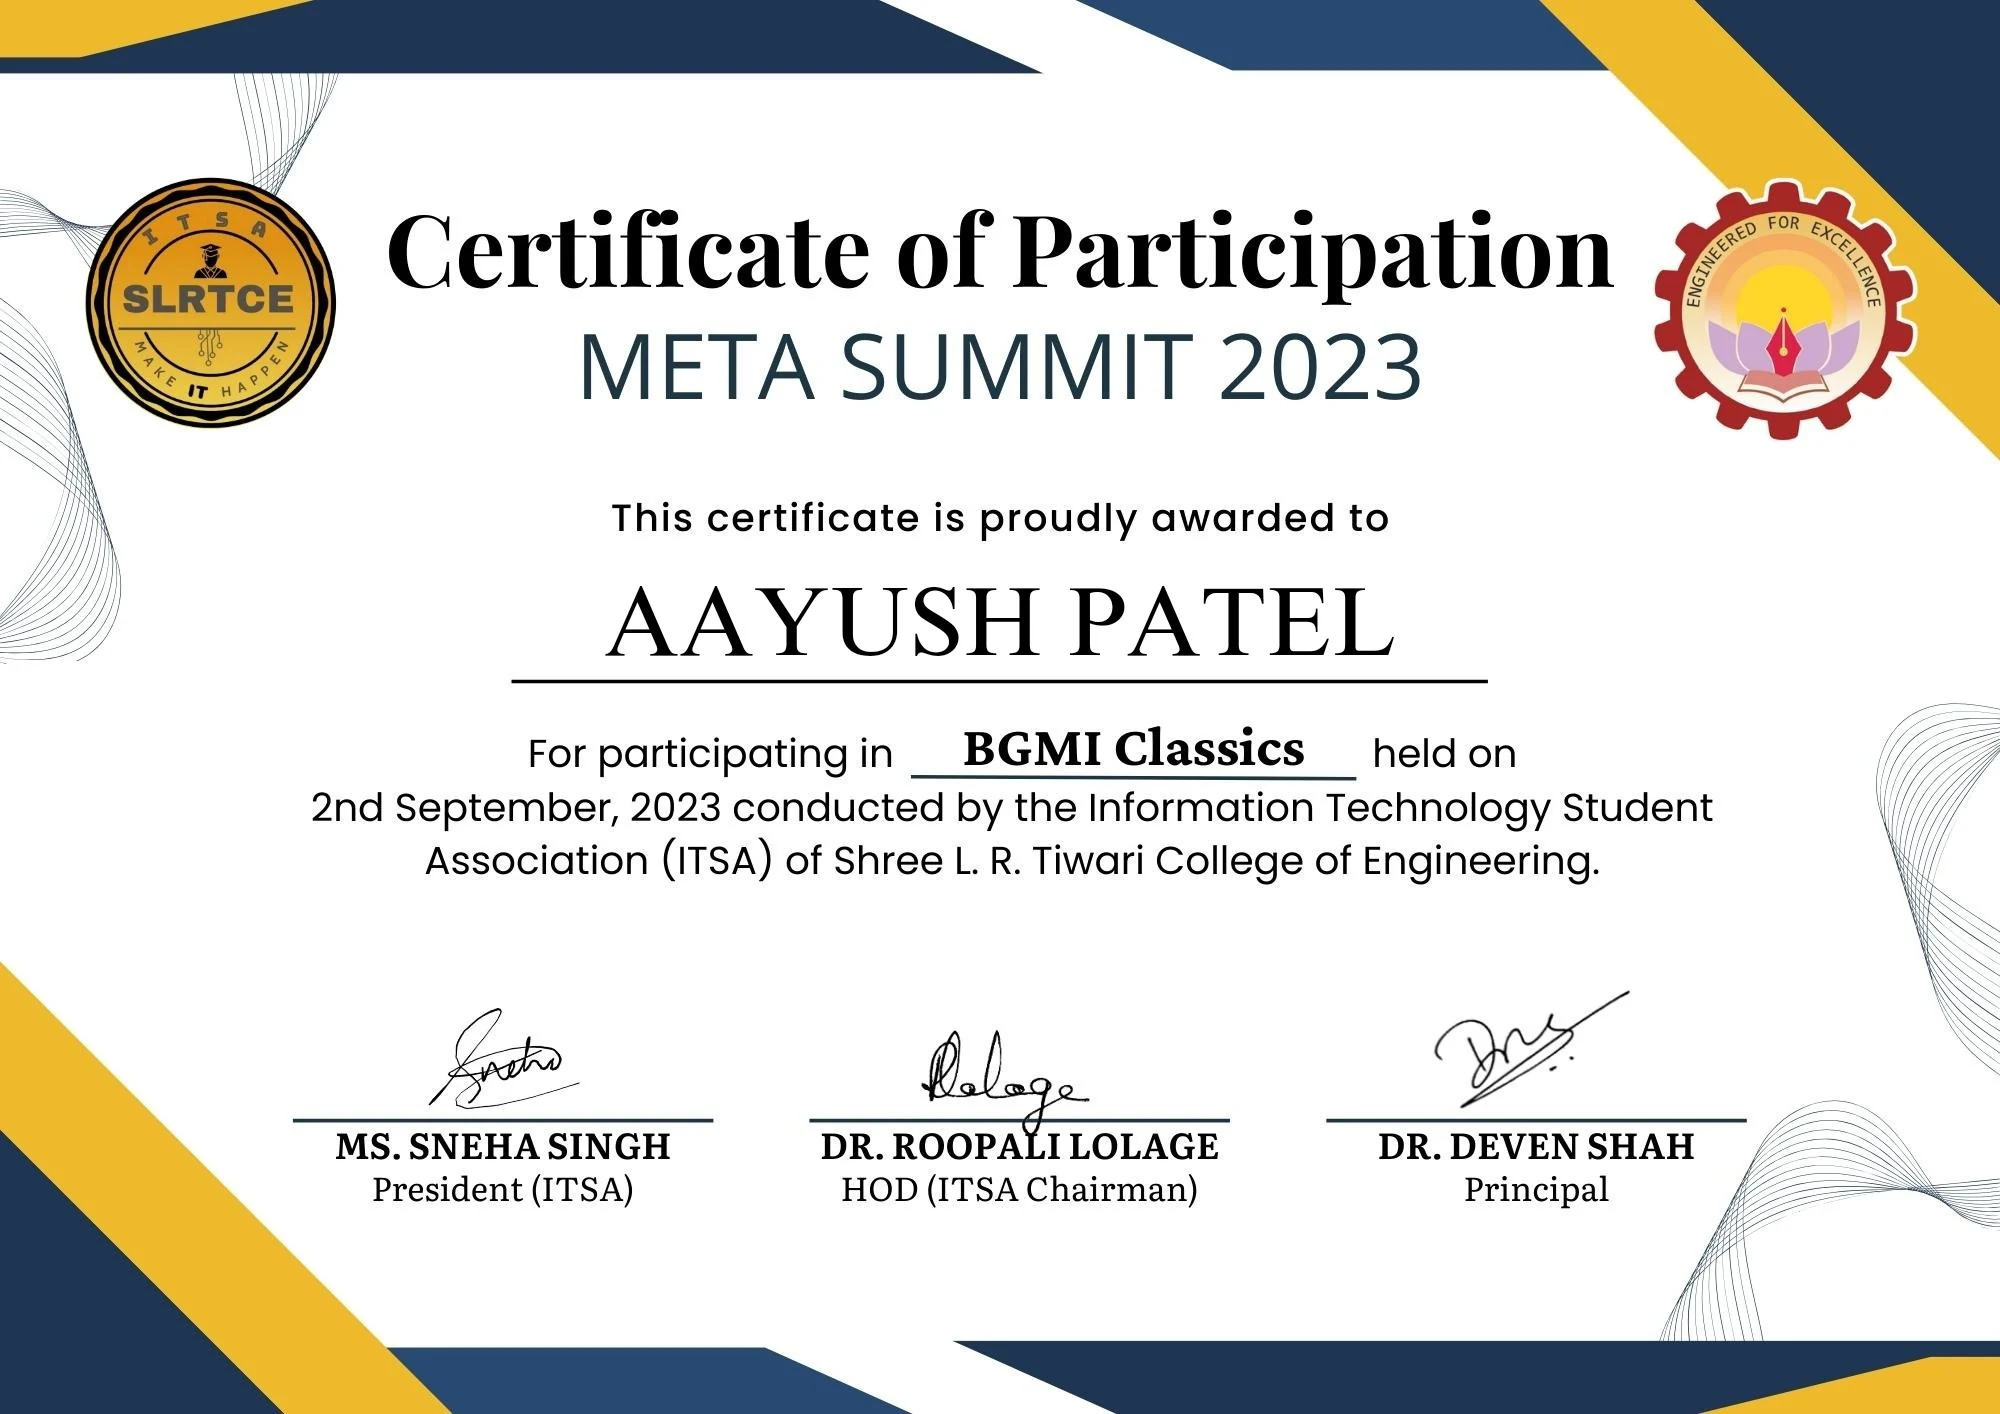 ITSA
SLRTCE
MAKE IT HAPPEN
ENGINEERED FOR EXCELLENCE
Certificate of Participation
META SUMMIT 2023
This certificate is proudly awarded to
AAYUSH PATEL
For participating in BGMI Classics held on
2nd September, 2023 conducted by the Information Technology Student
Association (ITSA) of Shree L. R. Tiwari College of Engineering.
Sneha
Rolage
MS. SNEHA SINGH
President (ITSA)
DR. ROOPALI LOLAGE
HOD (ITSA Chairman)
DR. DEVEN SHAH
Principal